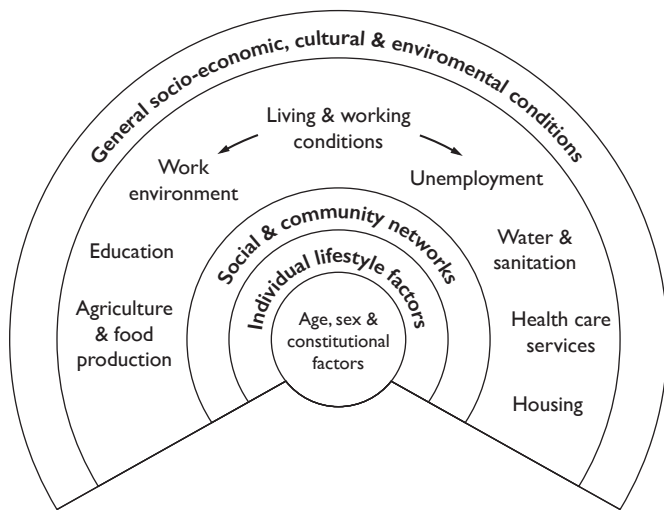 General socio-economic, cultural & enviromental conditions
Living & working
conditions
Work
environment
Unemployment
Social & community networks
Education
Water &
sanitation
Individual lifestyle factors
Agriculture
& food
production
Age, sex &
constitutional
factors
Health care
services
Housing